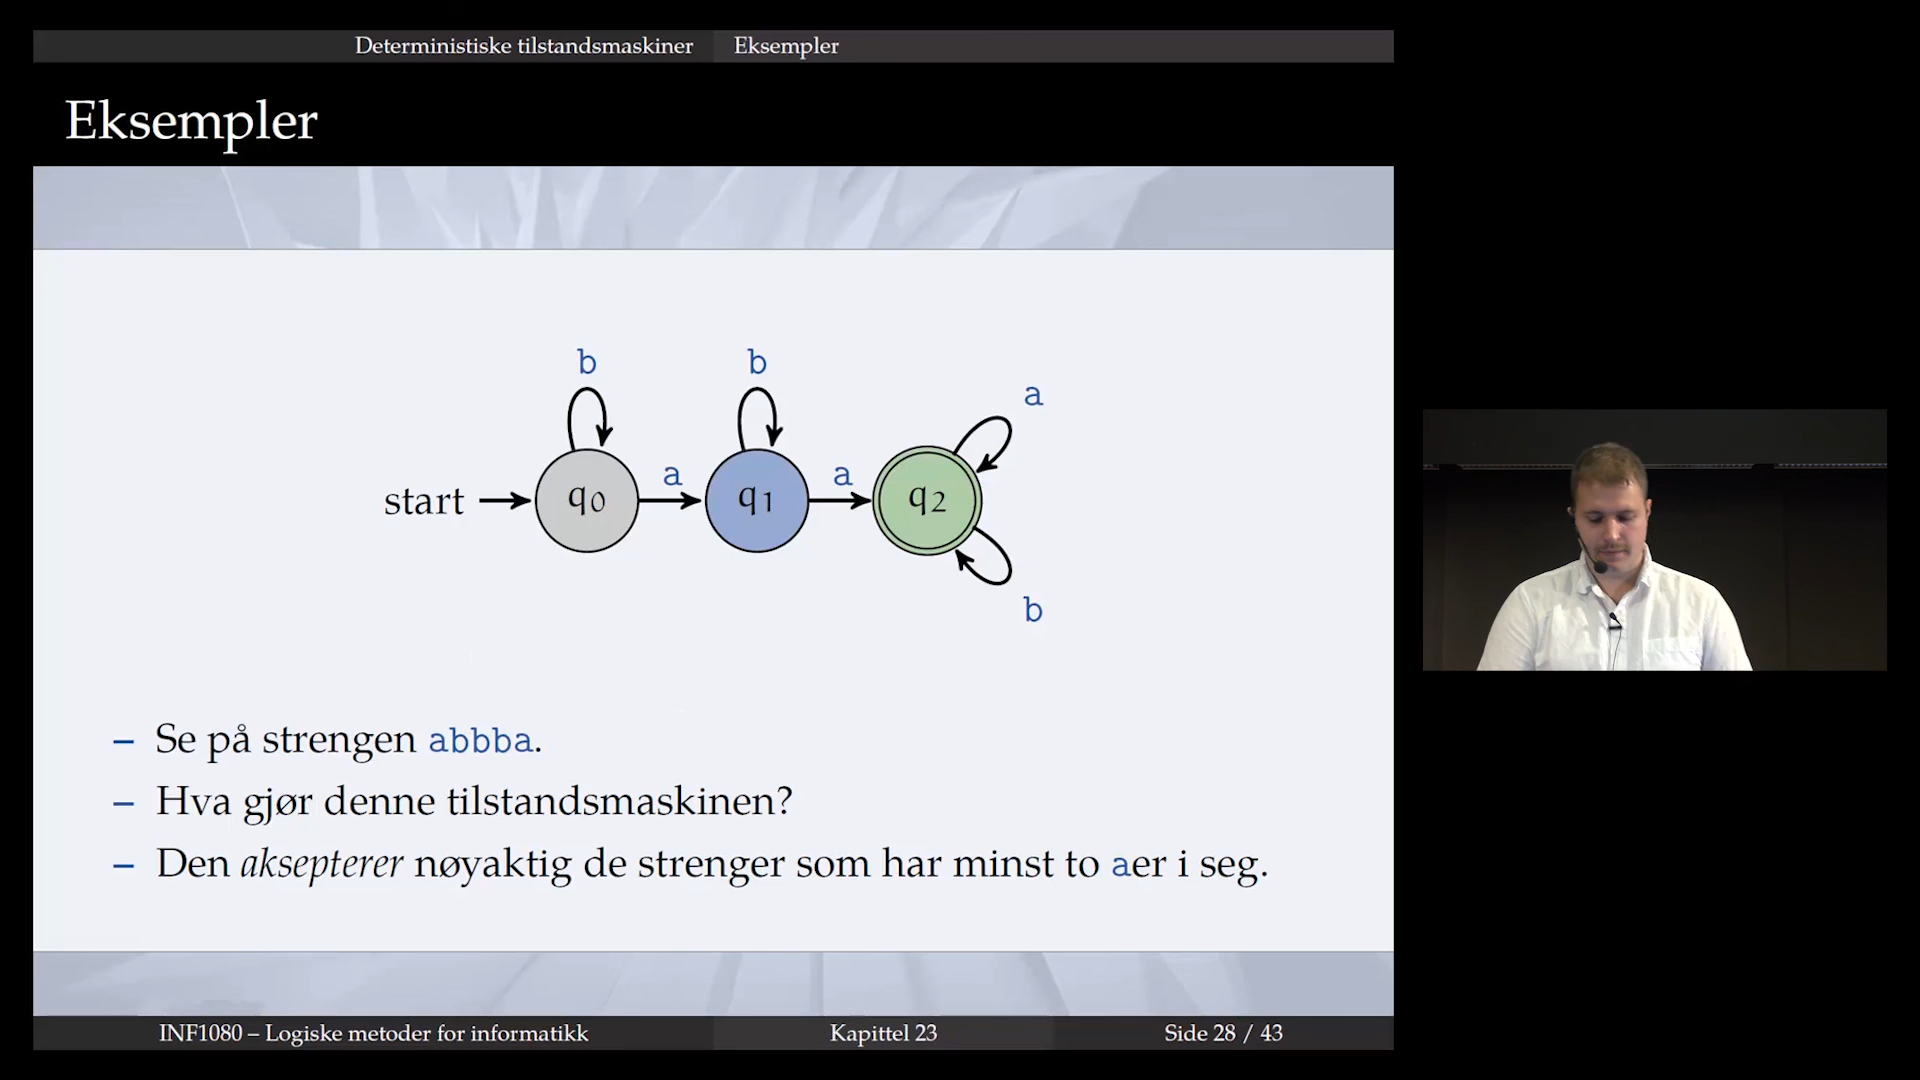 Deterministiske tilstandsmaskiner Eksempler
Eksempler
b b a
start q0 a q1 a q2
b
– Se på strengen abbba.
– Hva gjør denne tilstandsmaskinen?
– Den aksepterer nøyaktig de strenger som har minst to aer i seg.
INF1080 – Logiske metoder for informatikk Kapittel 23 Side 28 / 43